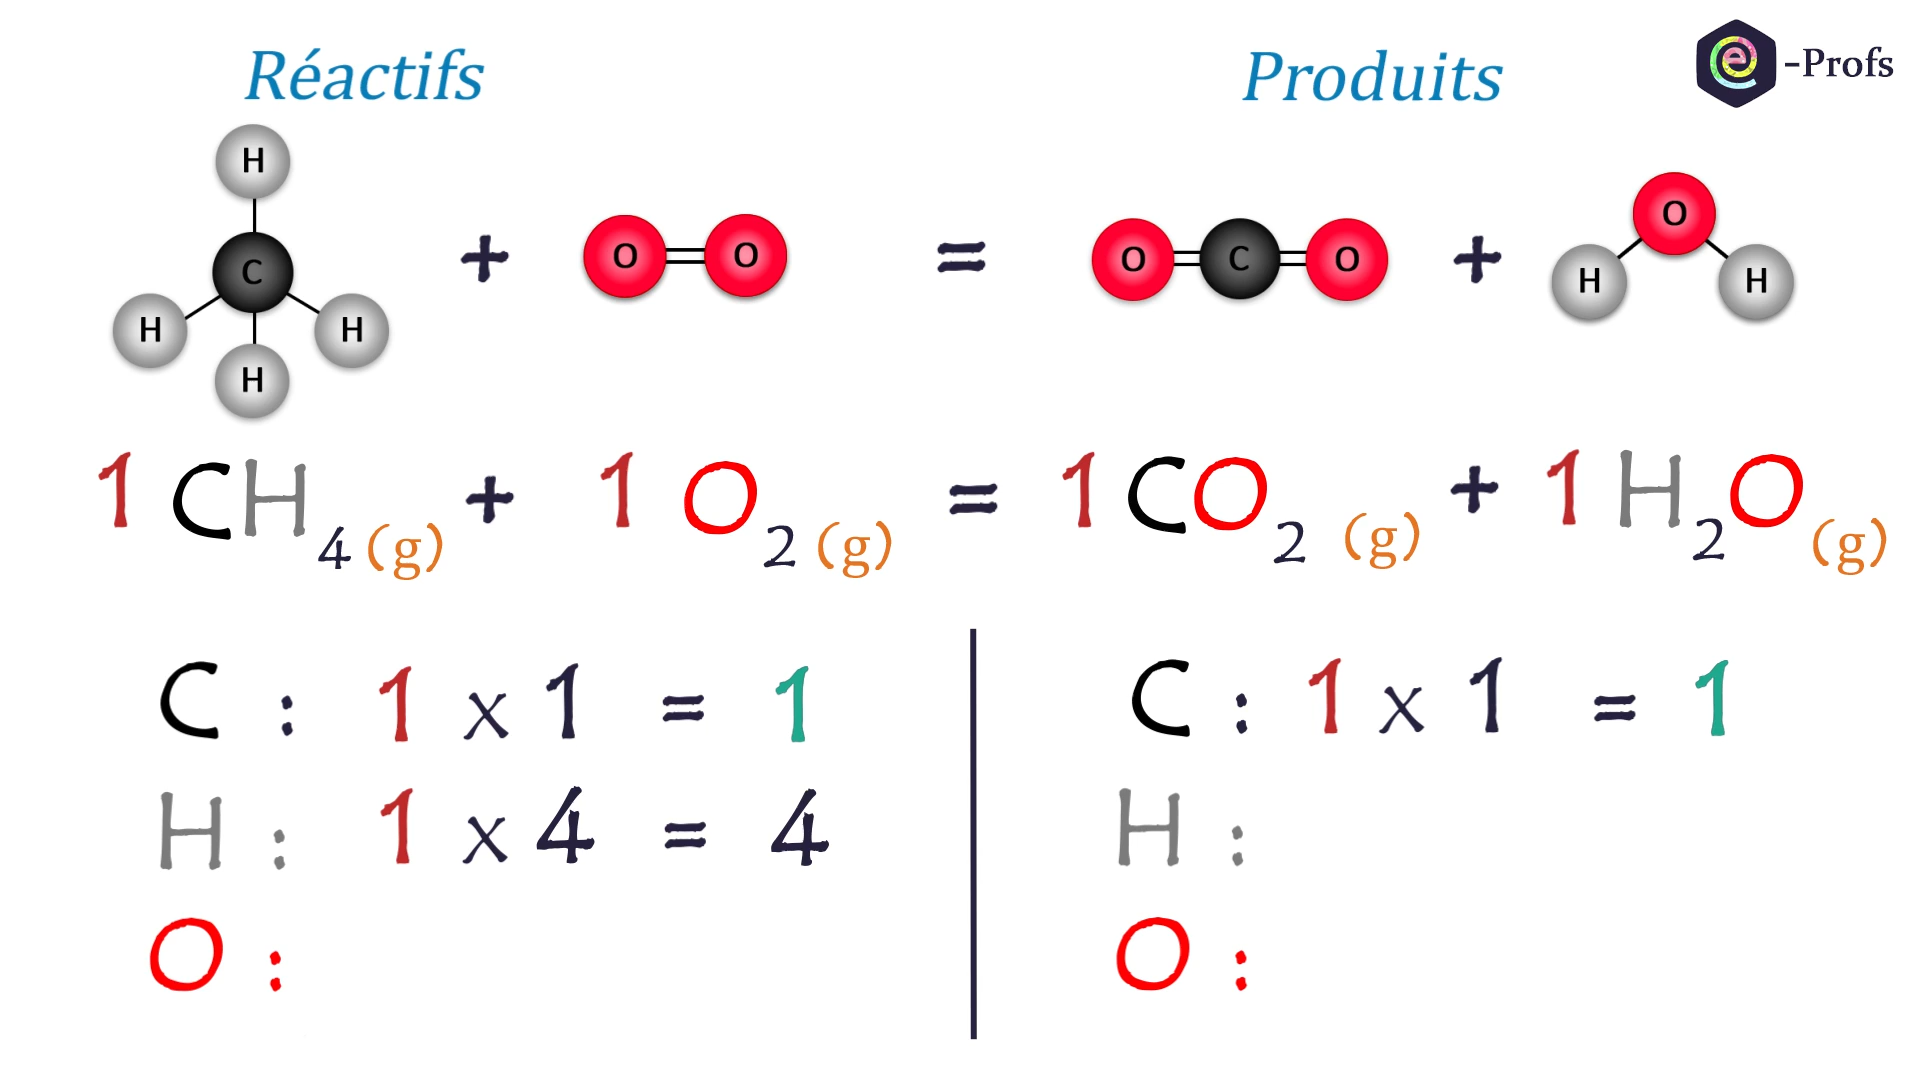 Réactifs Produits e-Profs
H
C
H H
H
+ O=O = O=C=O + O
H H
1 CH4 (g) + 1 O2 (g) = 1 CO2 (g) + 1 H2O (g)
C : 1 x 1 = 1 C : 1 x 1 = 1
H : 1 x 4 = 4 H :
O : O :